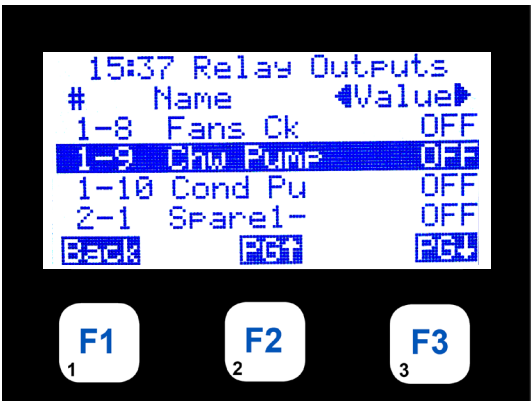 15:37 Relay Outputs
# Name ◀Value▶
1-8 Fans Ck OFF
1-9 Chw Pump OFF
1-10 Cond Pu OFF
2-1 Spare1- OFF
Back PG↑ PG↓
F1 F2 F3
1 2 3